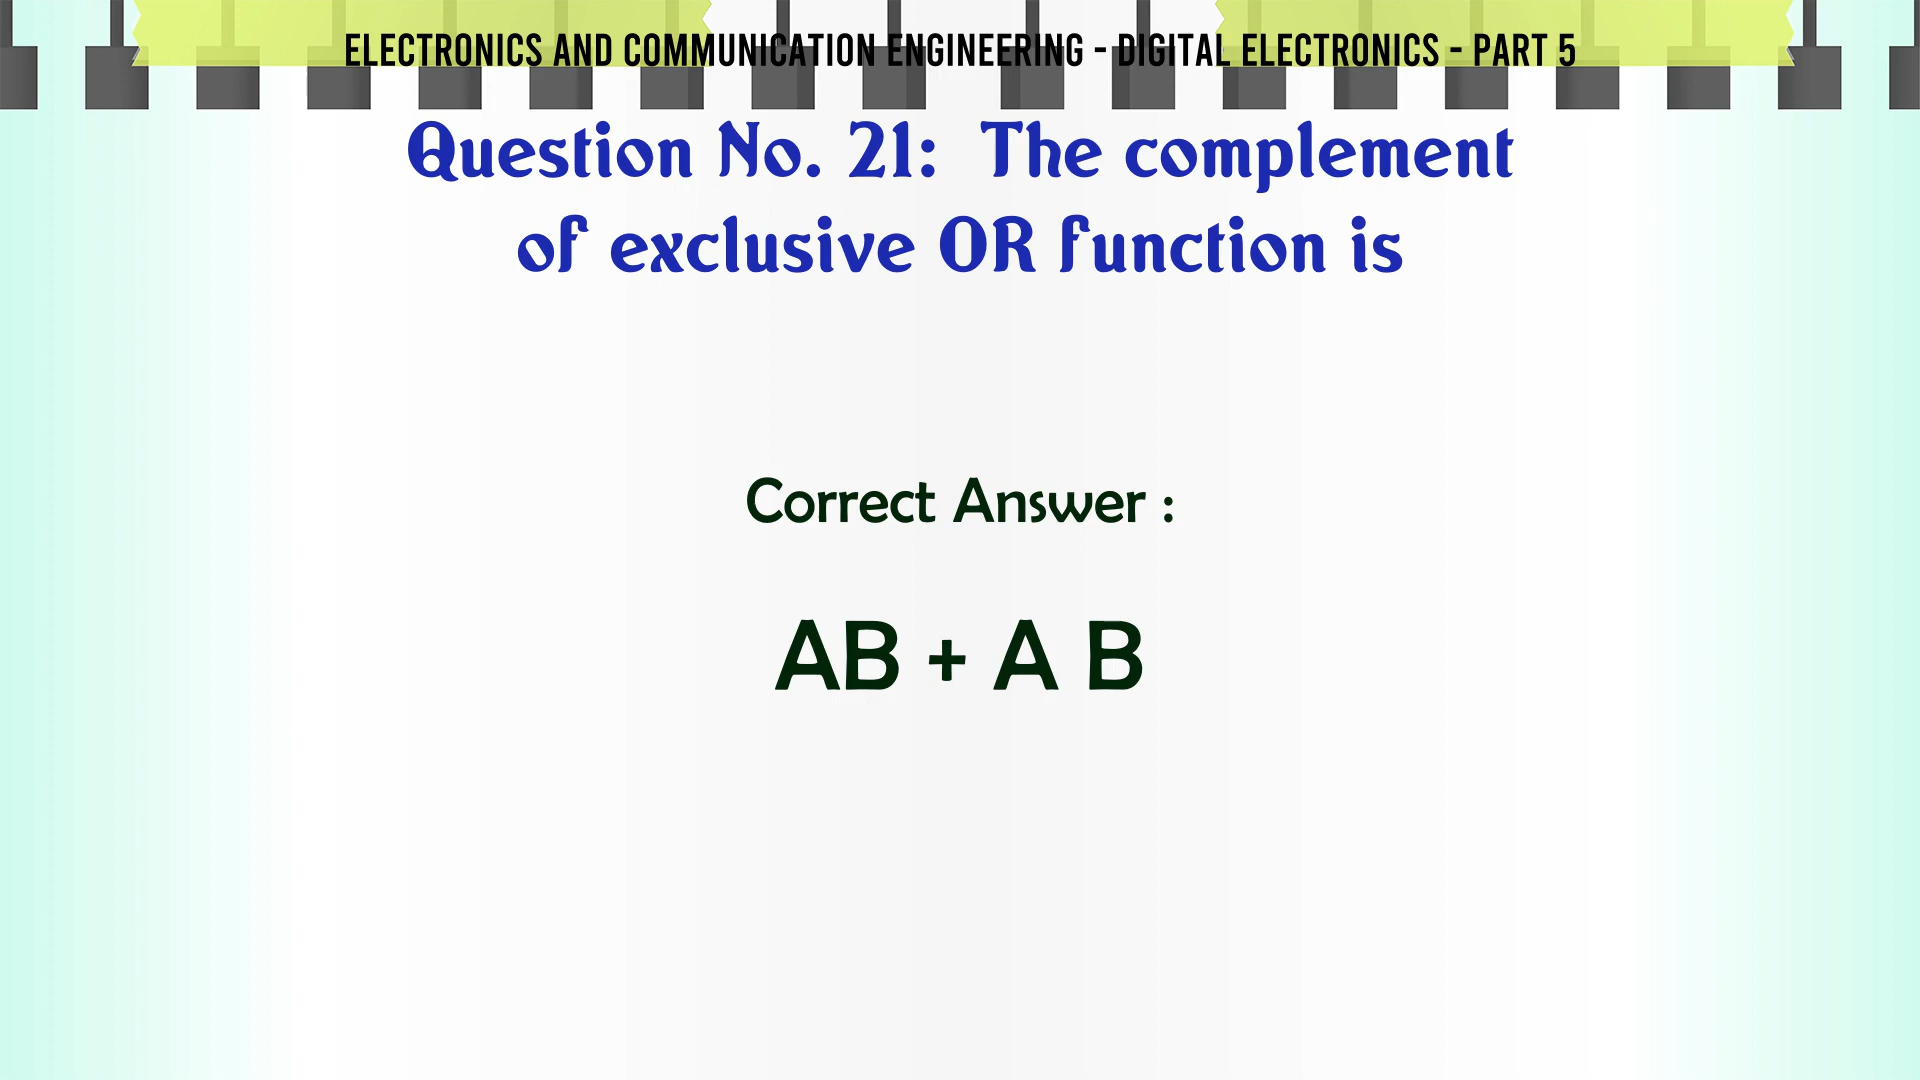 ELECTRONICS AND COMMUNICATION ENGINEERING - DIGITAL ELECTRONICS - PART 5
Question No. 21: The complement
of exclusive OR function is
Correct Answer :
AB + A B